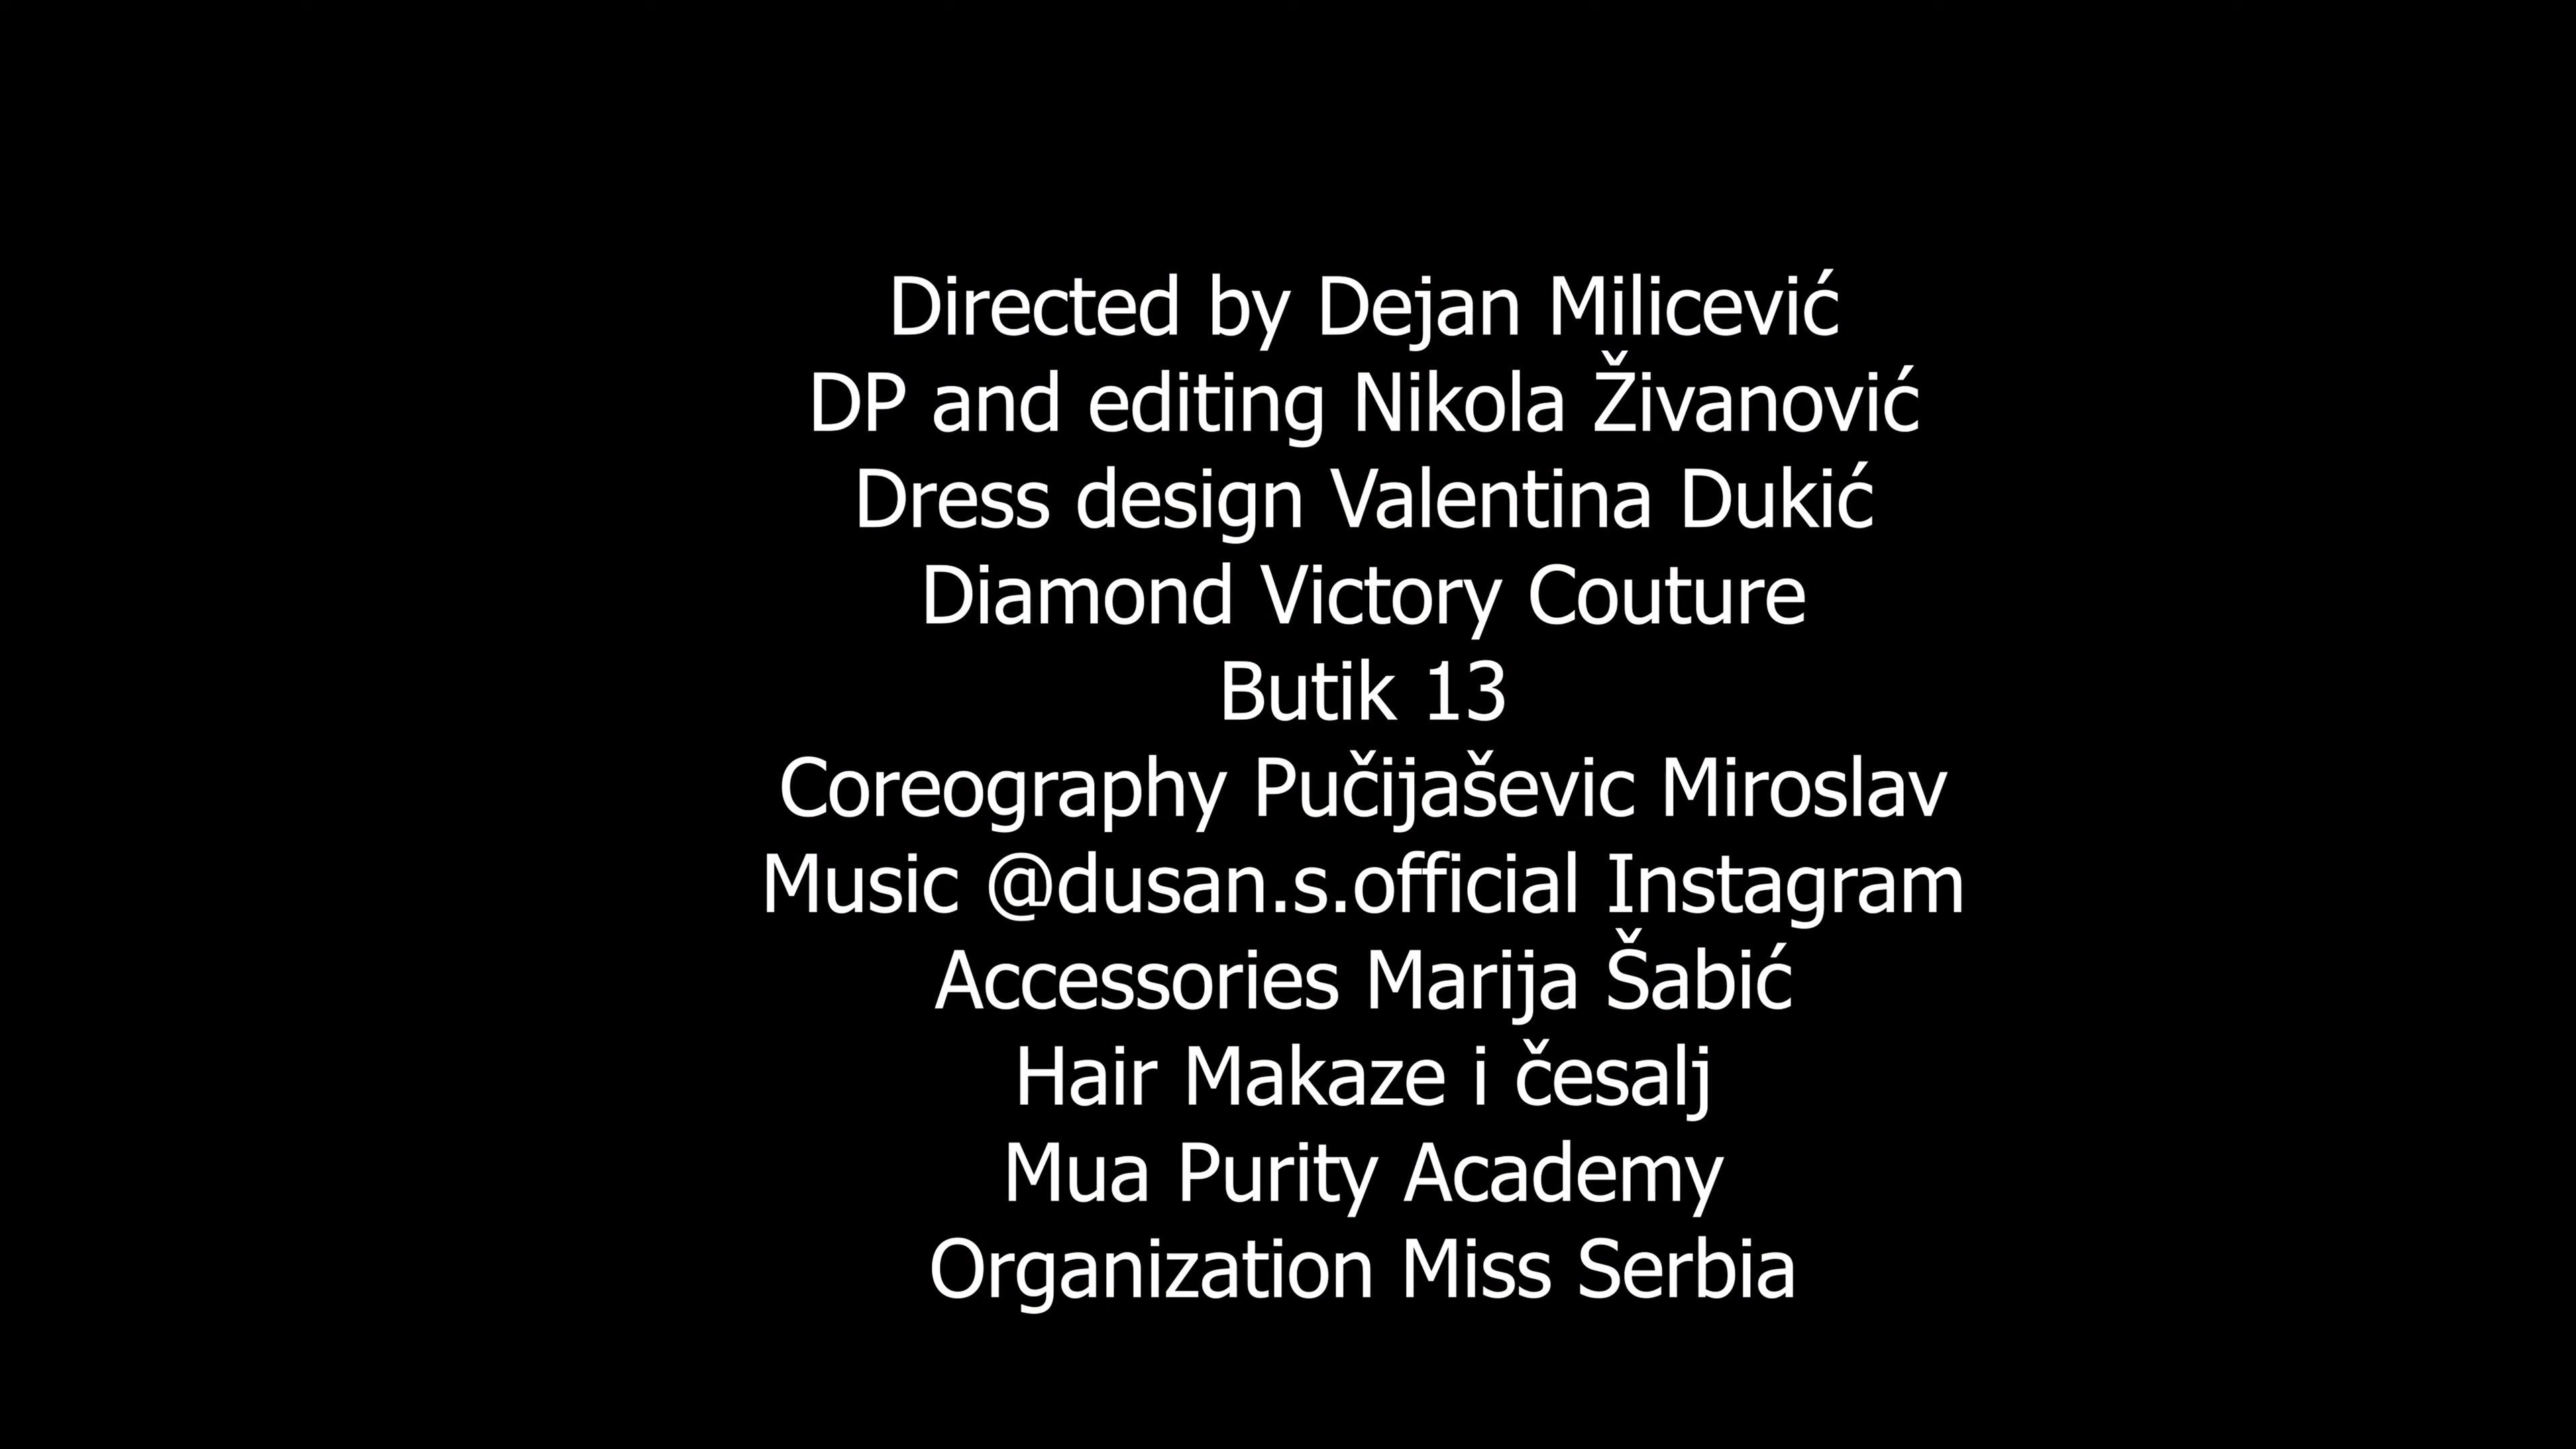 Directed by Dejan Milicević
DP and editing Nikola Živanović
Dress design Valentina Dukić
Diamond Victory Couture
Butik 13
Coreography Pučijaševic Miroslav
Music @dusan.s.official Instagram
Accessories Marija Šabić
Hair Makaze i česalj
Mua Purity Academy
Organization Miss Serbia